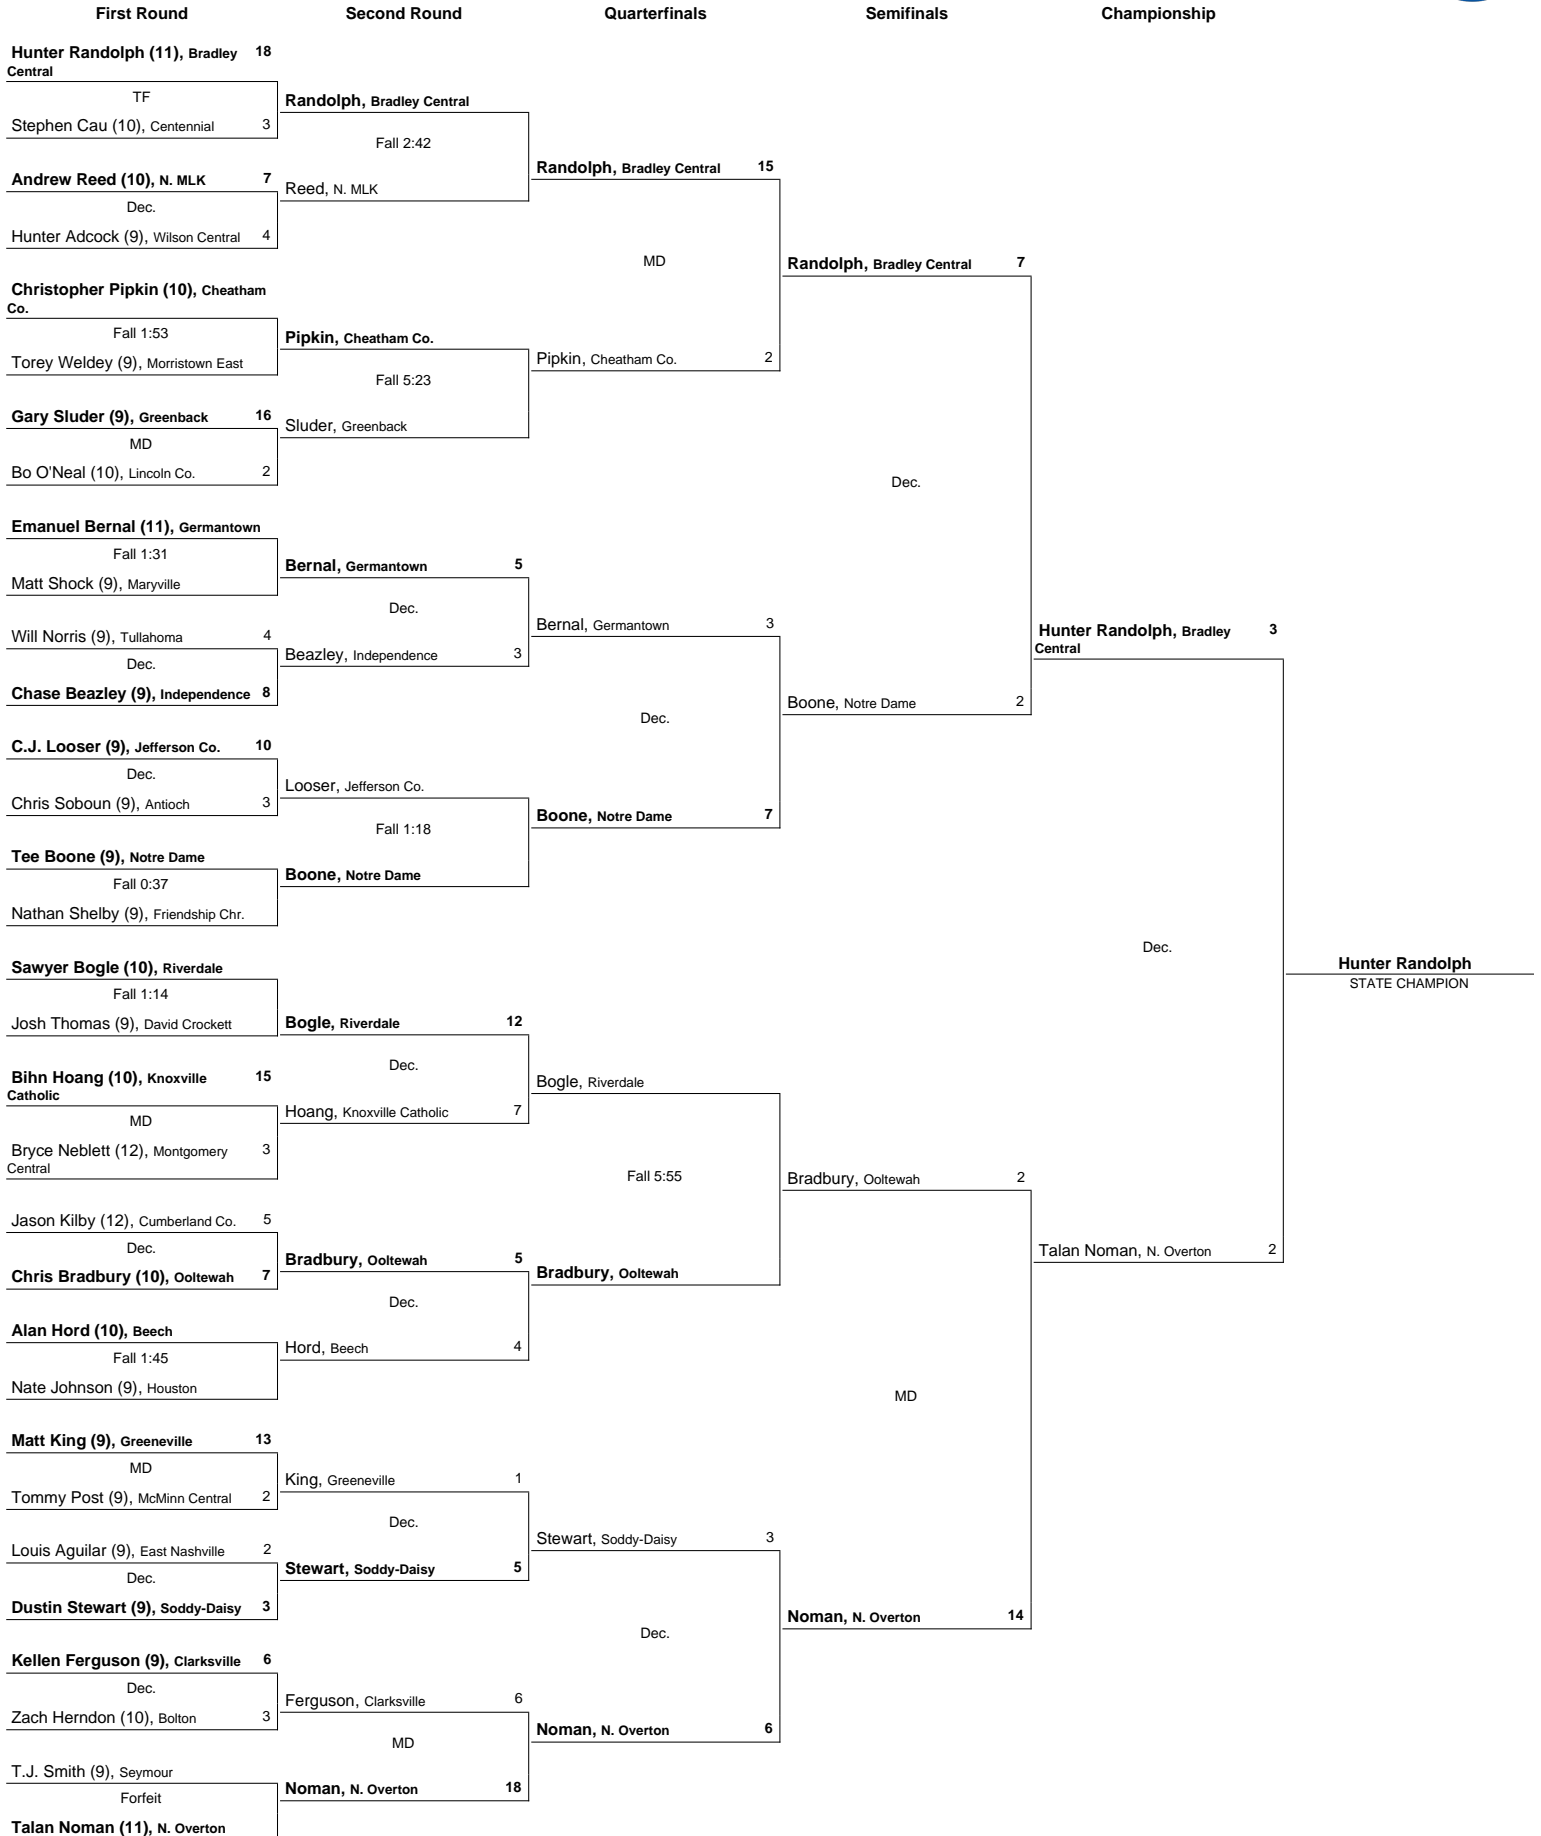 First Round
Second Round
Quarterfinals
Semifinals
Championship
Hunter Randolph (11), Bradley 18
Central
TF
Stephen Cau (10), Centennial 3
Andrew Reed (10), N. MLK 7
Dec.
Hunter Adcock (9), Wilson Central 4
Christopher Pipkin (10), Cheatham
Co.
Fall 1:53
Torey Weldey (9), Morristown East
Gary Sluder (9), Greenback 16
MD
Bo O'Neal (10), Lincoln Co. 2
Emanuel Bernal (11), Germantown
Fall 1:31
Matt Shock (9), Maryville
Will Norris (9), Tullahoma 4
Dec.
Chase Beazley (9), Independence 8
C.J. Looser (9), Jefferson Co. 10
Dec.
Chris Soboun (9), Antioch 3
Tee Boone (9), Notre Dame
Fall 0:37
Nathan Shelby (9), Friendship Chr.
Sawyer Bogle (10), Riverdale
Fall 1:14
Josh Thomas (9), David Crockett
Bihn Hoang (10), Knoxville 15
Catholic
MD
Bryce Neblett (12), Montgomery 3
Central
Jason Kilby (12), Cumberland Co. 5
Dec.
Chris Bradbury (10), Ooltewah 7
Alan Hord (10), Beech
Fall 1:45
Nate Johnson (9), Houston
Matt King (9), Greeneville 13
MD
Tommy Post (9), McMinn Central 2
Louis Aguilar (9), East Nashville 2
Dec.
Dustin Stewart (9), Soddy-Daisy 3
Kellen Ferguson (9), Clarksville 6
Dec.
Zach Herndon (10), Bolton 3
T.J. Smith (9), Seymour
Forfeit
Talan Noman (11), N. Overton
Randolph, Bradley Central
Fall 2:42
Reed, N. MLK
Pipkin, Cheatham Co.
Fall 5:23
Sluder, Greenback
Bernal, Germantown 5
Dec.
Beazley, Independence 3
Looser, Jefferson Co.
Fall 1:18
Boone, Notre Dame
Bogle, Riverdale 12
Dec.
Hoang, Knoxville Catholic 7
Bradbury, Ooltewah 5
Dec.
Hord, Beech 4
King, Greeneville 1
Dec.
Stewart, Soddy-Daisy 5
Ferguson, Clarksville 6
MD
Noman, N. Overton 18
Randolph, Bradley Central 15
MD
Pipkin, Cheatham Co. 2
Bernal, Germantown 3
Dec.
Boone, Notre Dame 7
Bogle, Riverdale
Fall 5:55
Bradbury, Ooltewah
Stewart, Soddy-Daisy 3
Dec.
Noman, N. Overton 6
Randolph, Bradley Central 7
Dec.
Boone, Notre Dame 2
Bradbury, Ooltewah 2
MD
Noman, N. Overton 14
Hunter Randolph, Bradley 3
Central
Dec.
Talan Noman, N. Overton 2
Hunter Randolph
STATE CHAMPION